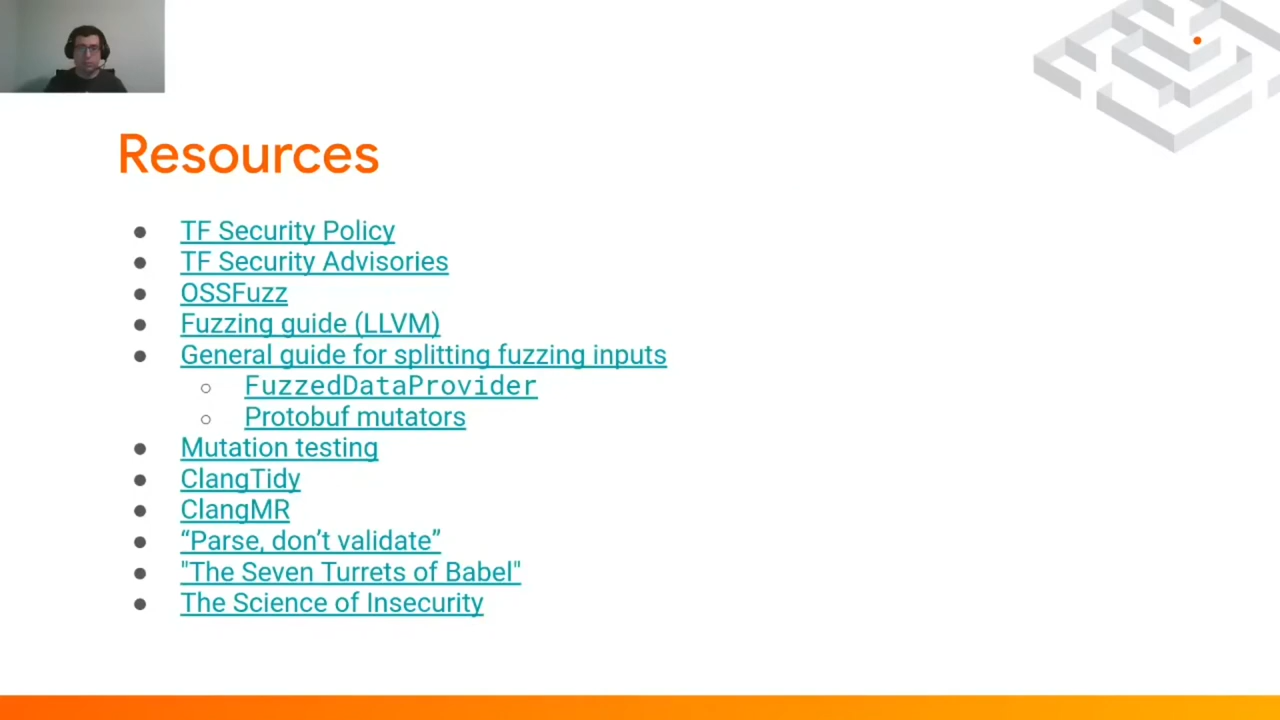 Resources
● TF Security Policy
● TF Security Advisories
● OSSFuzz
● Fuzzing guide (LLVM)
● General guide for splitting fuzzing inputs
○ FuzzedDataProvider
○ Protobuf mutators
● Mutation testing
● ClangTidy
● ClangMR
● “Parse, don’t validate”
● "The Seven Turrets of Babel"
● The Science of Insecurity